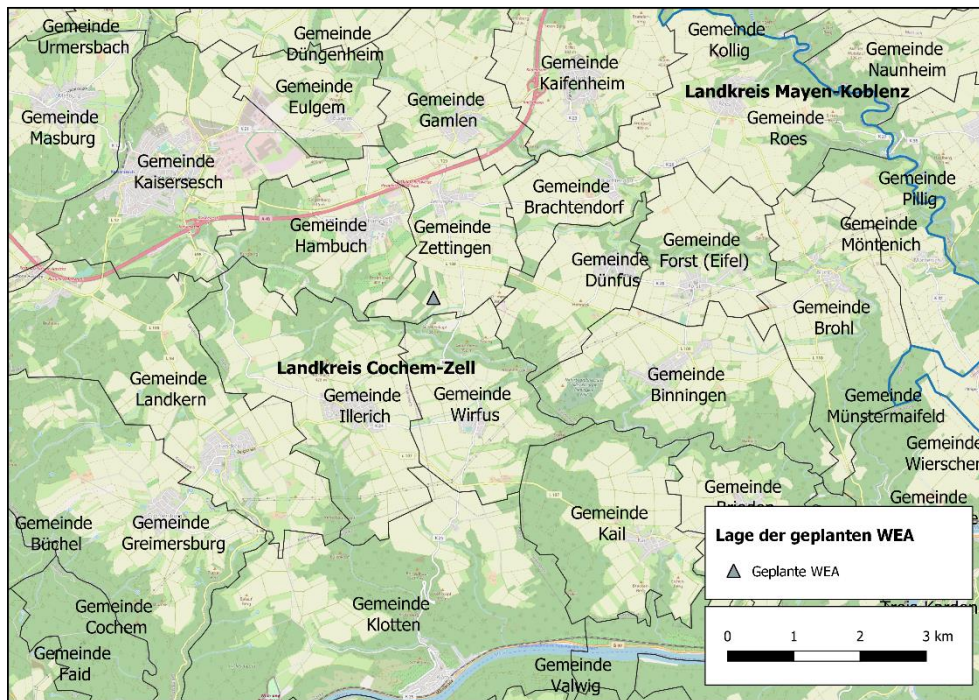 Gemeinde
Urmersbach
Gemeinde
Düngenheim
Gemeinde
Kollig
Gemeinde
Naunheim
Gemeinde
Kaifenheim
Gemeinde
Eulgem
Gemeinde
Gamlen
Landkreis Mayen-Koblenz
Gemeinde
Masburg
Gemeinde
Roes
Gemeinde
Kaisersesch
Gemeinde
Pillig
Gemeinde
Brachtendorf
Gemeinde
Hambuch
Gemeinde
Zettingen
Gemeinde
Möntenich
Gemeinde
Dünfus
Gemeinde
Forst (Eifel)
Gemeinde
Brohl
Landkreis Cochem-Zell
Gemeinde
Landkern
Gemeinde
Illerich
Gemeinde
Wirfus
Gemeinde
Binningen
Gemeinde
Münstermaifeld
Gemeinde
Wierschem
Gemeinde
Büchel
Gemeinde
Greimersburg
Gemeinde
Kail
Gemeinde
Brieden
Gemeinde
Gemeinde
Cochem
Gemeinde
Klotten
Gemeinde
Faid
Gemeinde
Valwig
Lage der geplanten WEA
Geplante WEA
0 1 2 3 km